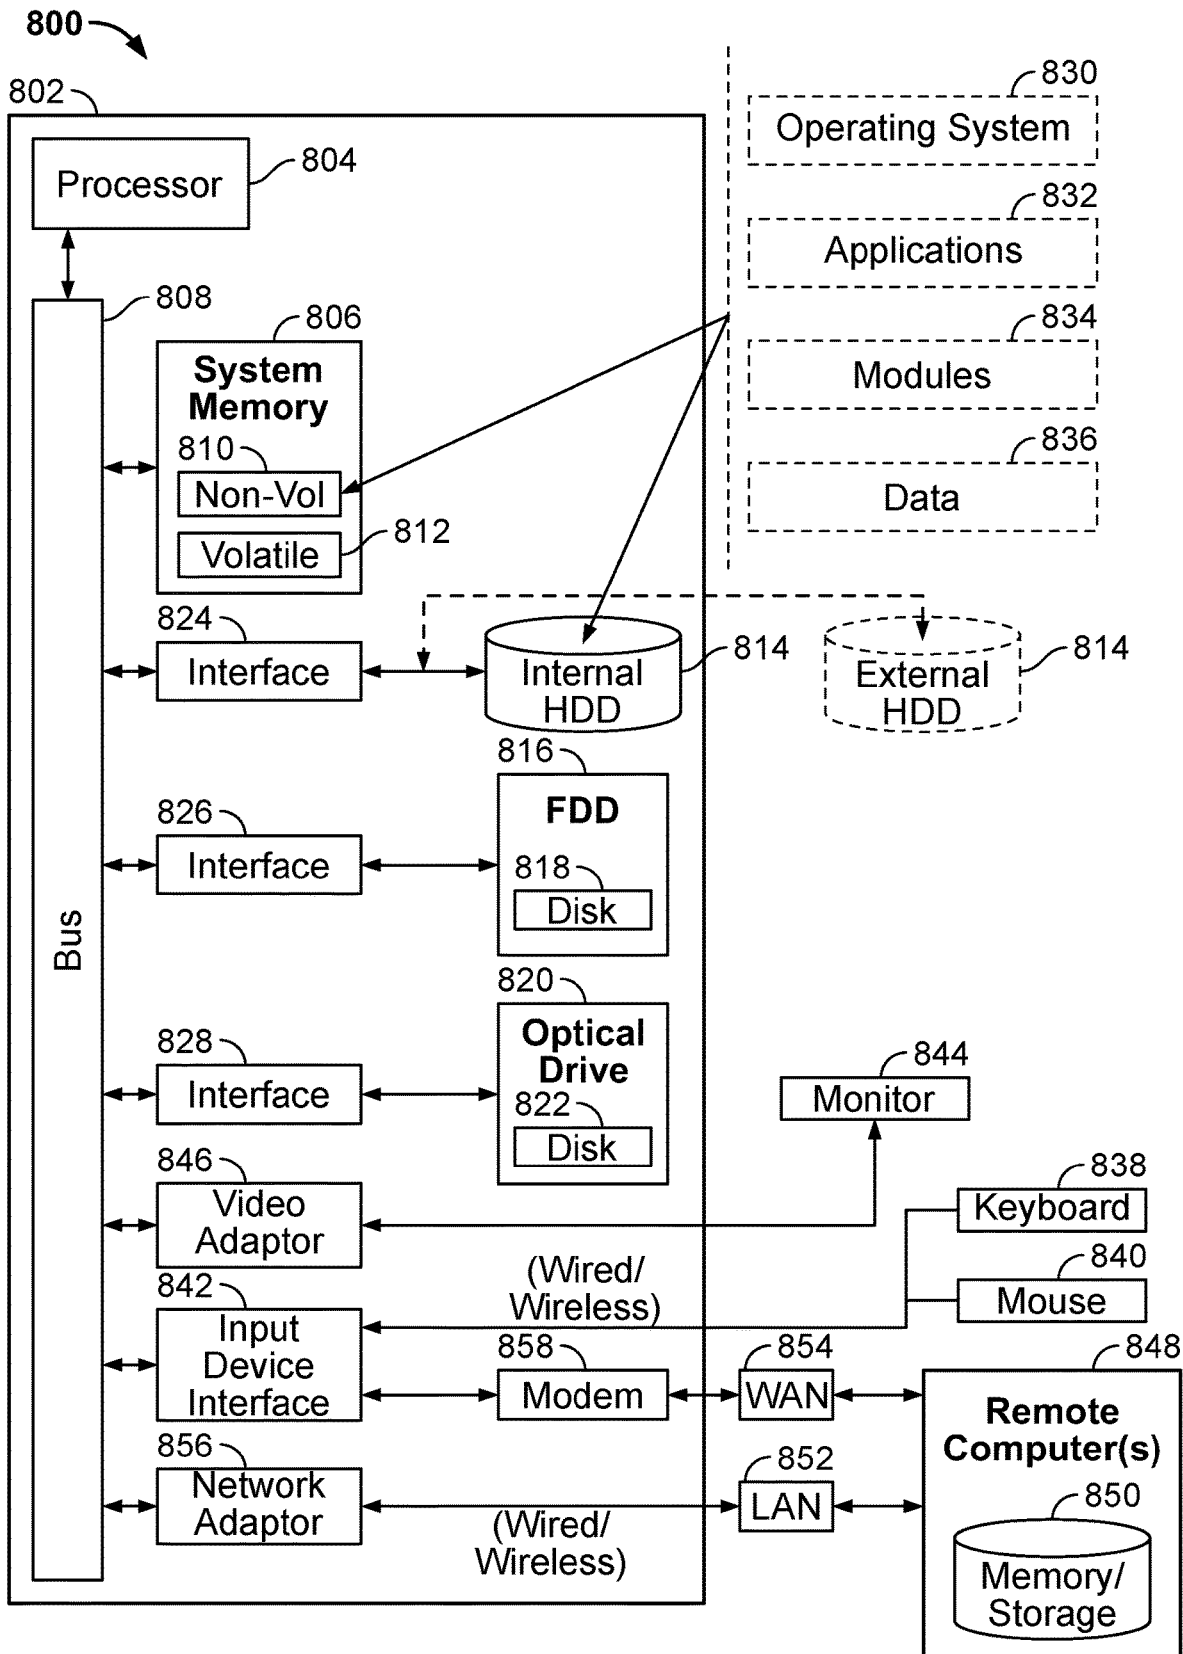 800
802
Processor
804
808
806
System
Memory
810
Non-Vol
Volatile
812
830
Operating System
832
Applications
834
Modules
836
Data
824
Interface
Internal
HDD
814
External
HDD
814
826
Interface
816
FDD
818
Disk
Bus
828
Interface
820
Optical
Drive
822
Disk
844
Monitor
846
Video
Adaptor
838
Keyboard
840
Mouse
(Wired/
Wireless)
842
Input
Device
Interface
858
Modem
854
WAN
848
Remote
Computer(s)
850
Memory/
Storage
856
Network
Adaptor
(Wired/
Wireless)
852
LAN